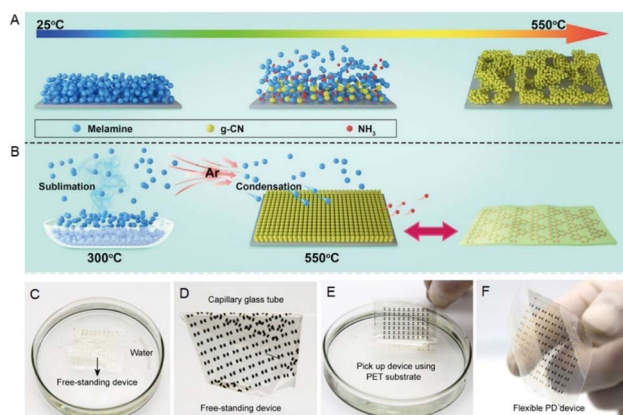 A
25°C
550°C
Melamine
g-CN
NH3
B
Sublimation
Ar
Condensation
300°C
550°C
C
Water
Free-standing device
D
Capillary glass tube
Free-standing device
E
Pick up device using
PET substrate
F
Flexible PD device